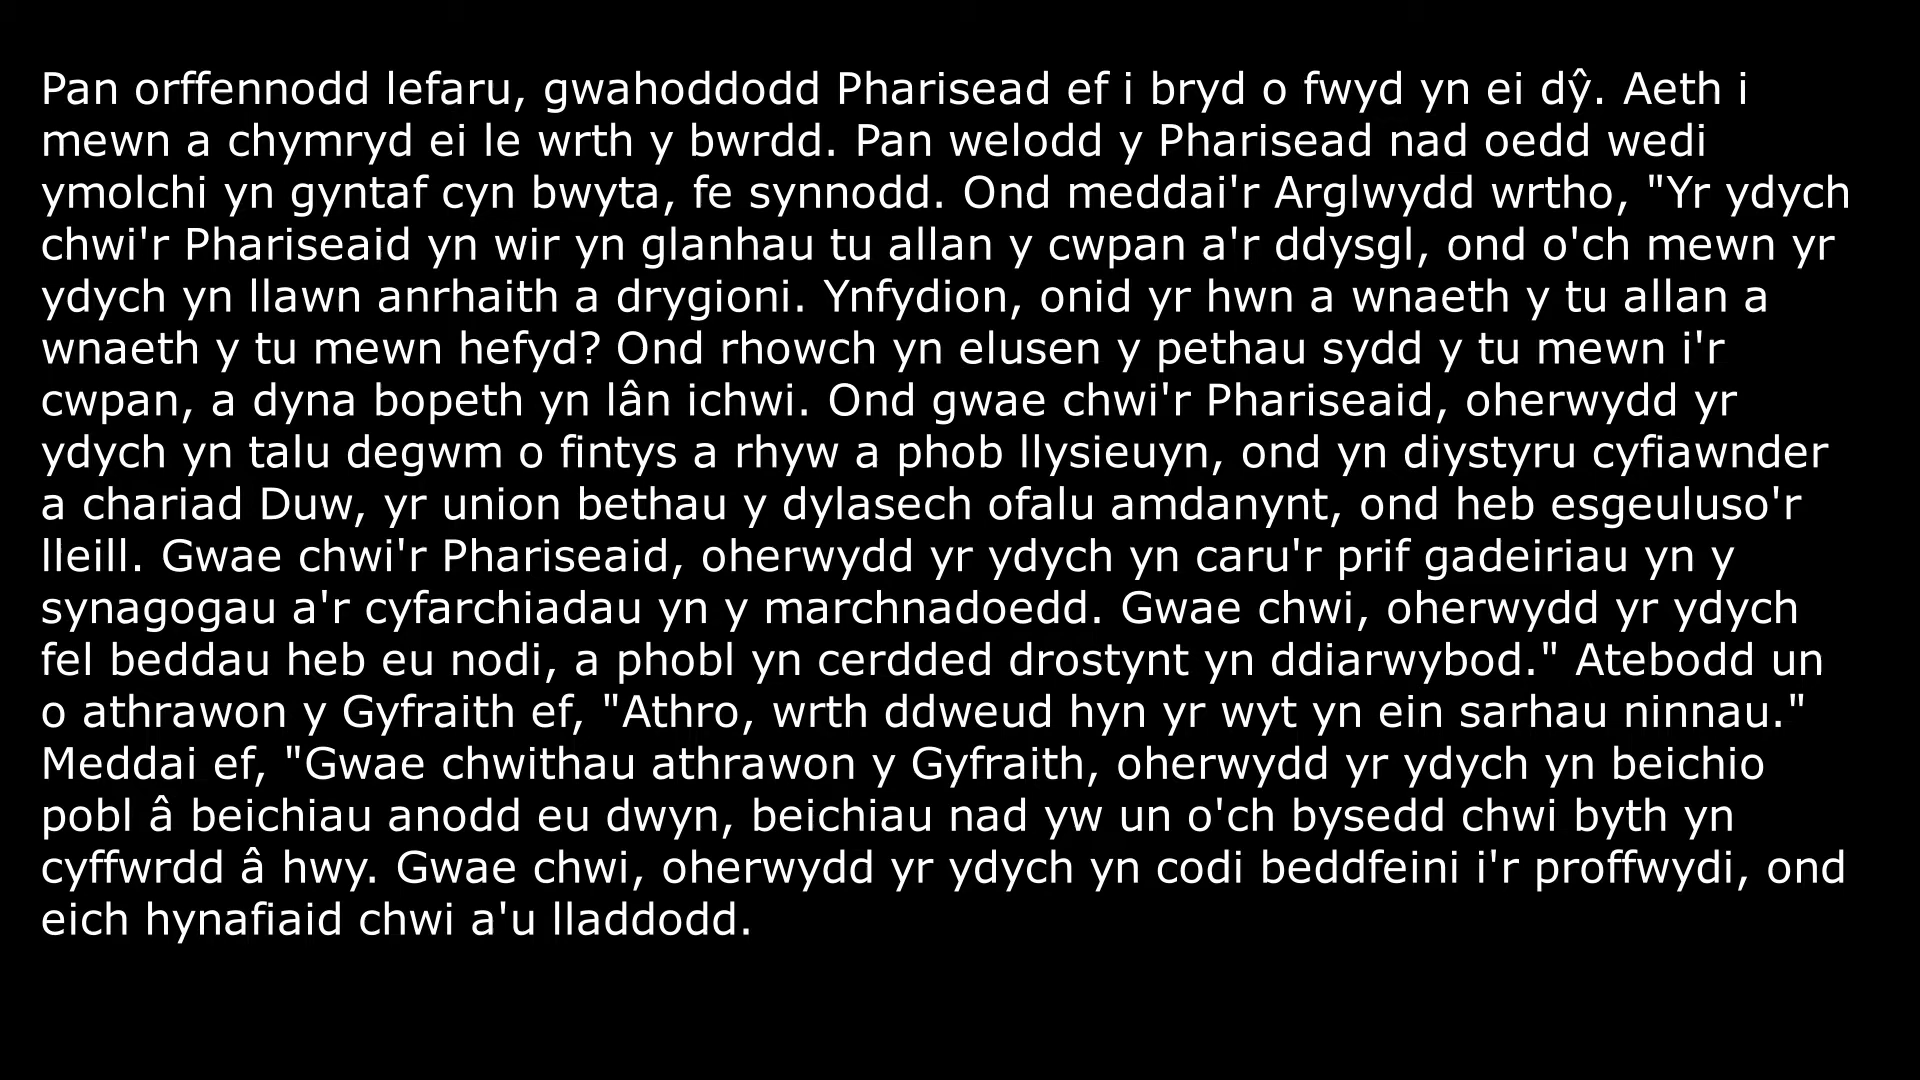 Pan orffennodd lefaru, gwahoddodd Pharisead ef i bryd o fwyd yn ei dŷ. Aeth i
mewn a chymryd ei le wrth y bwrdd. Pan welodd y Pharisead nad oedd wedi
ymolchi yn gyntaf cyn bwyta, fe synnodd. Ond meddai'r Arglwydd wrtho, "Yr ydych
chwi'r Phariseaid yn wir yn glanhau tu allan y cwpan a'r ddysgl, ond o'ch mewn yr
ydych yn llawn anrhaith a drygioni. Ynfydion, onid yr hwn a wnaeth y tu allan a
wnaeth y tu mewn hefyd? Ond rhowch yn elusen y pethau sydd y tu mewn i'r
cwpan, a dyna bopeth yn lân ichwi. Ond gwae chwi'r Phariseaid, oherwydd yr
ydych yn talu degwm o fintys a rhyw a phob llysieuyn, ond yn diystyru cyfiawnder
a chariad Duw, yr union bethau y dylasech ofalu amdanynt, ond heb esgeuluso'r
lleill. Gwae chwi'r Phariseaid, oherwydd yr ydych yn caru'r prif gadeiriau yn y
synagogau a'r cyfarchiadau yn y marchnadoedd. Gwae chwi, oherwydd yr ydych
fel beddau heb eu nodi, a phobl yn cerdded drostynt yn ddiarwybod." Atebodd un
o athrawon y Gyfraith ef, "Athro, wrth ddweud hyn yr wyt yn ein sarhau ninnau."
Meddai ef, "Gwae chwithau athrawon y Gyfraith, oherwydd yr ydych yn beichio
pobl â beichiau anodd eu dwyn, beichiau nad yw un o'ch bysedd chwi byth yn
cyffwrdd â hwy. Gwae chwi, oherwydd yr ydych yn codi beddfeini i'r proffwydi, ond
eich hynafiaid chwi a'u lladdodd.